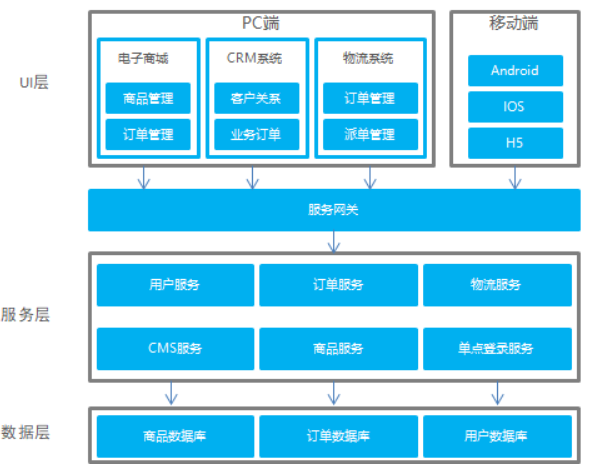 PC端
移动端
UI层
电子商城
CRM系统
物流系统
商品管理
客户关系
订单管理
订单管理
业务订单
派单管理
Android
IOS
H5
服务网关
服务层
用户服务
订单服务
物流服务
CMS服务
商品服务
单点登录服务
数据层
商品数据库
订单数据库
用户数据库